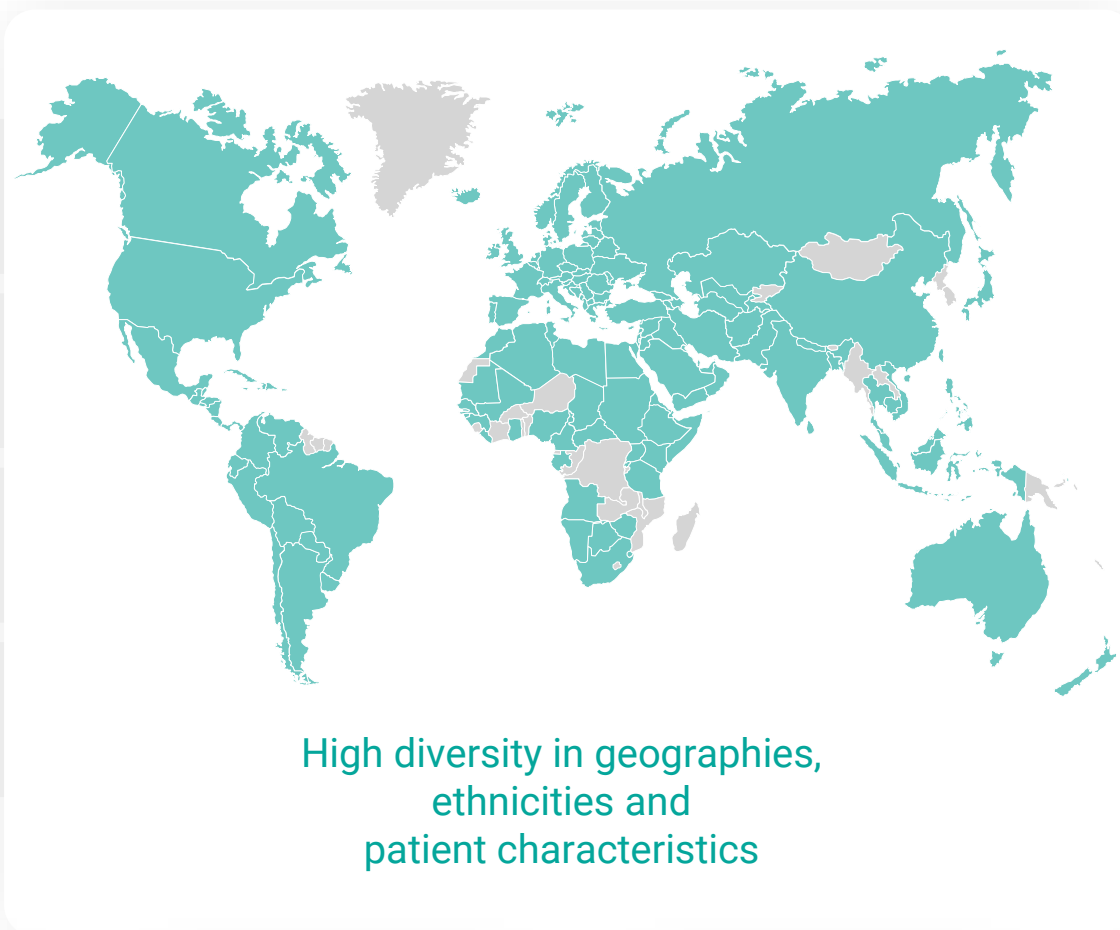 High diversity in geographies,
ethnicities and
patient characteristics